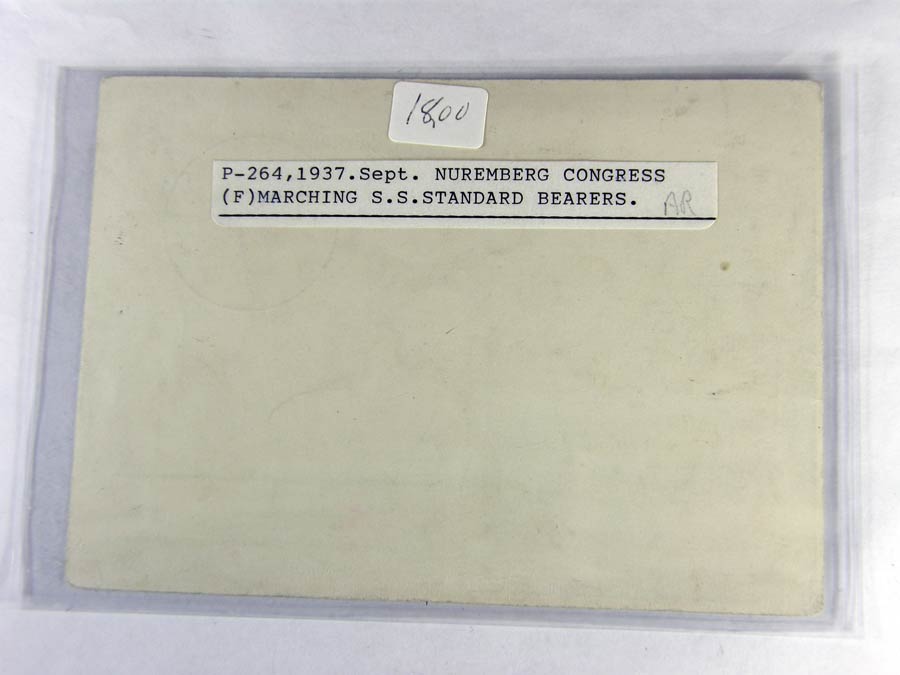 18,00
P-264,1937.Sept. NUREMBERG CONGRESS
(F)MARCHING S.S.STANDARD BEARERS. AR